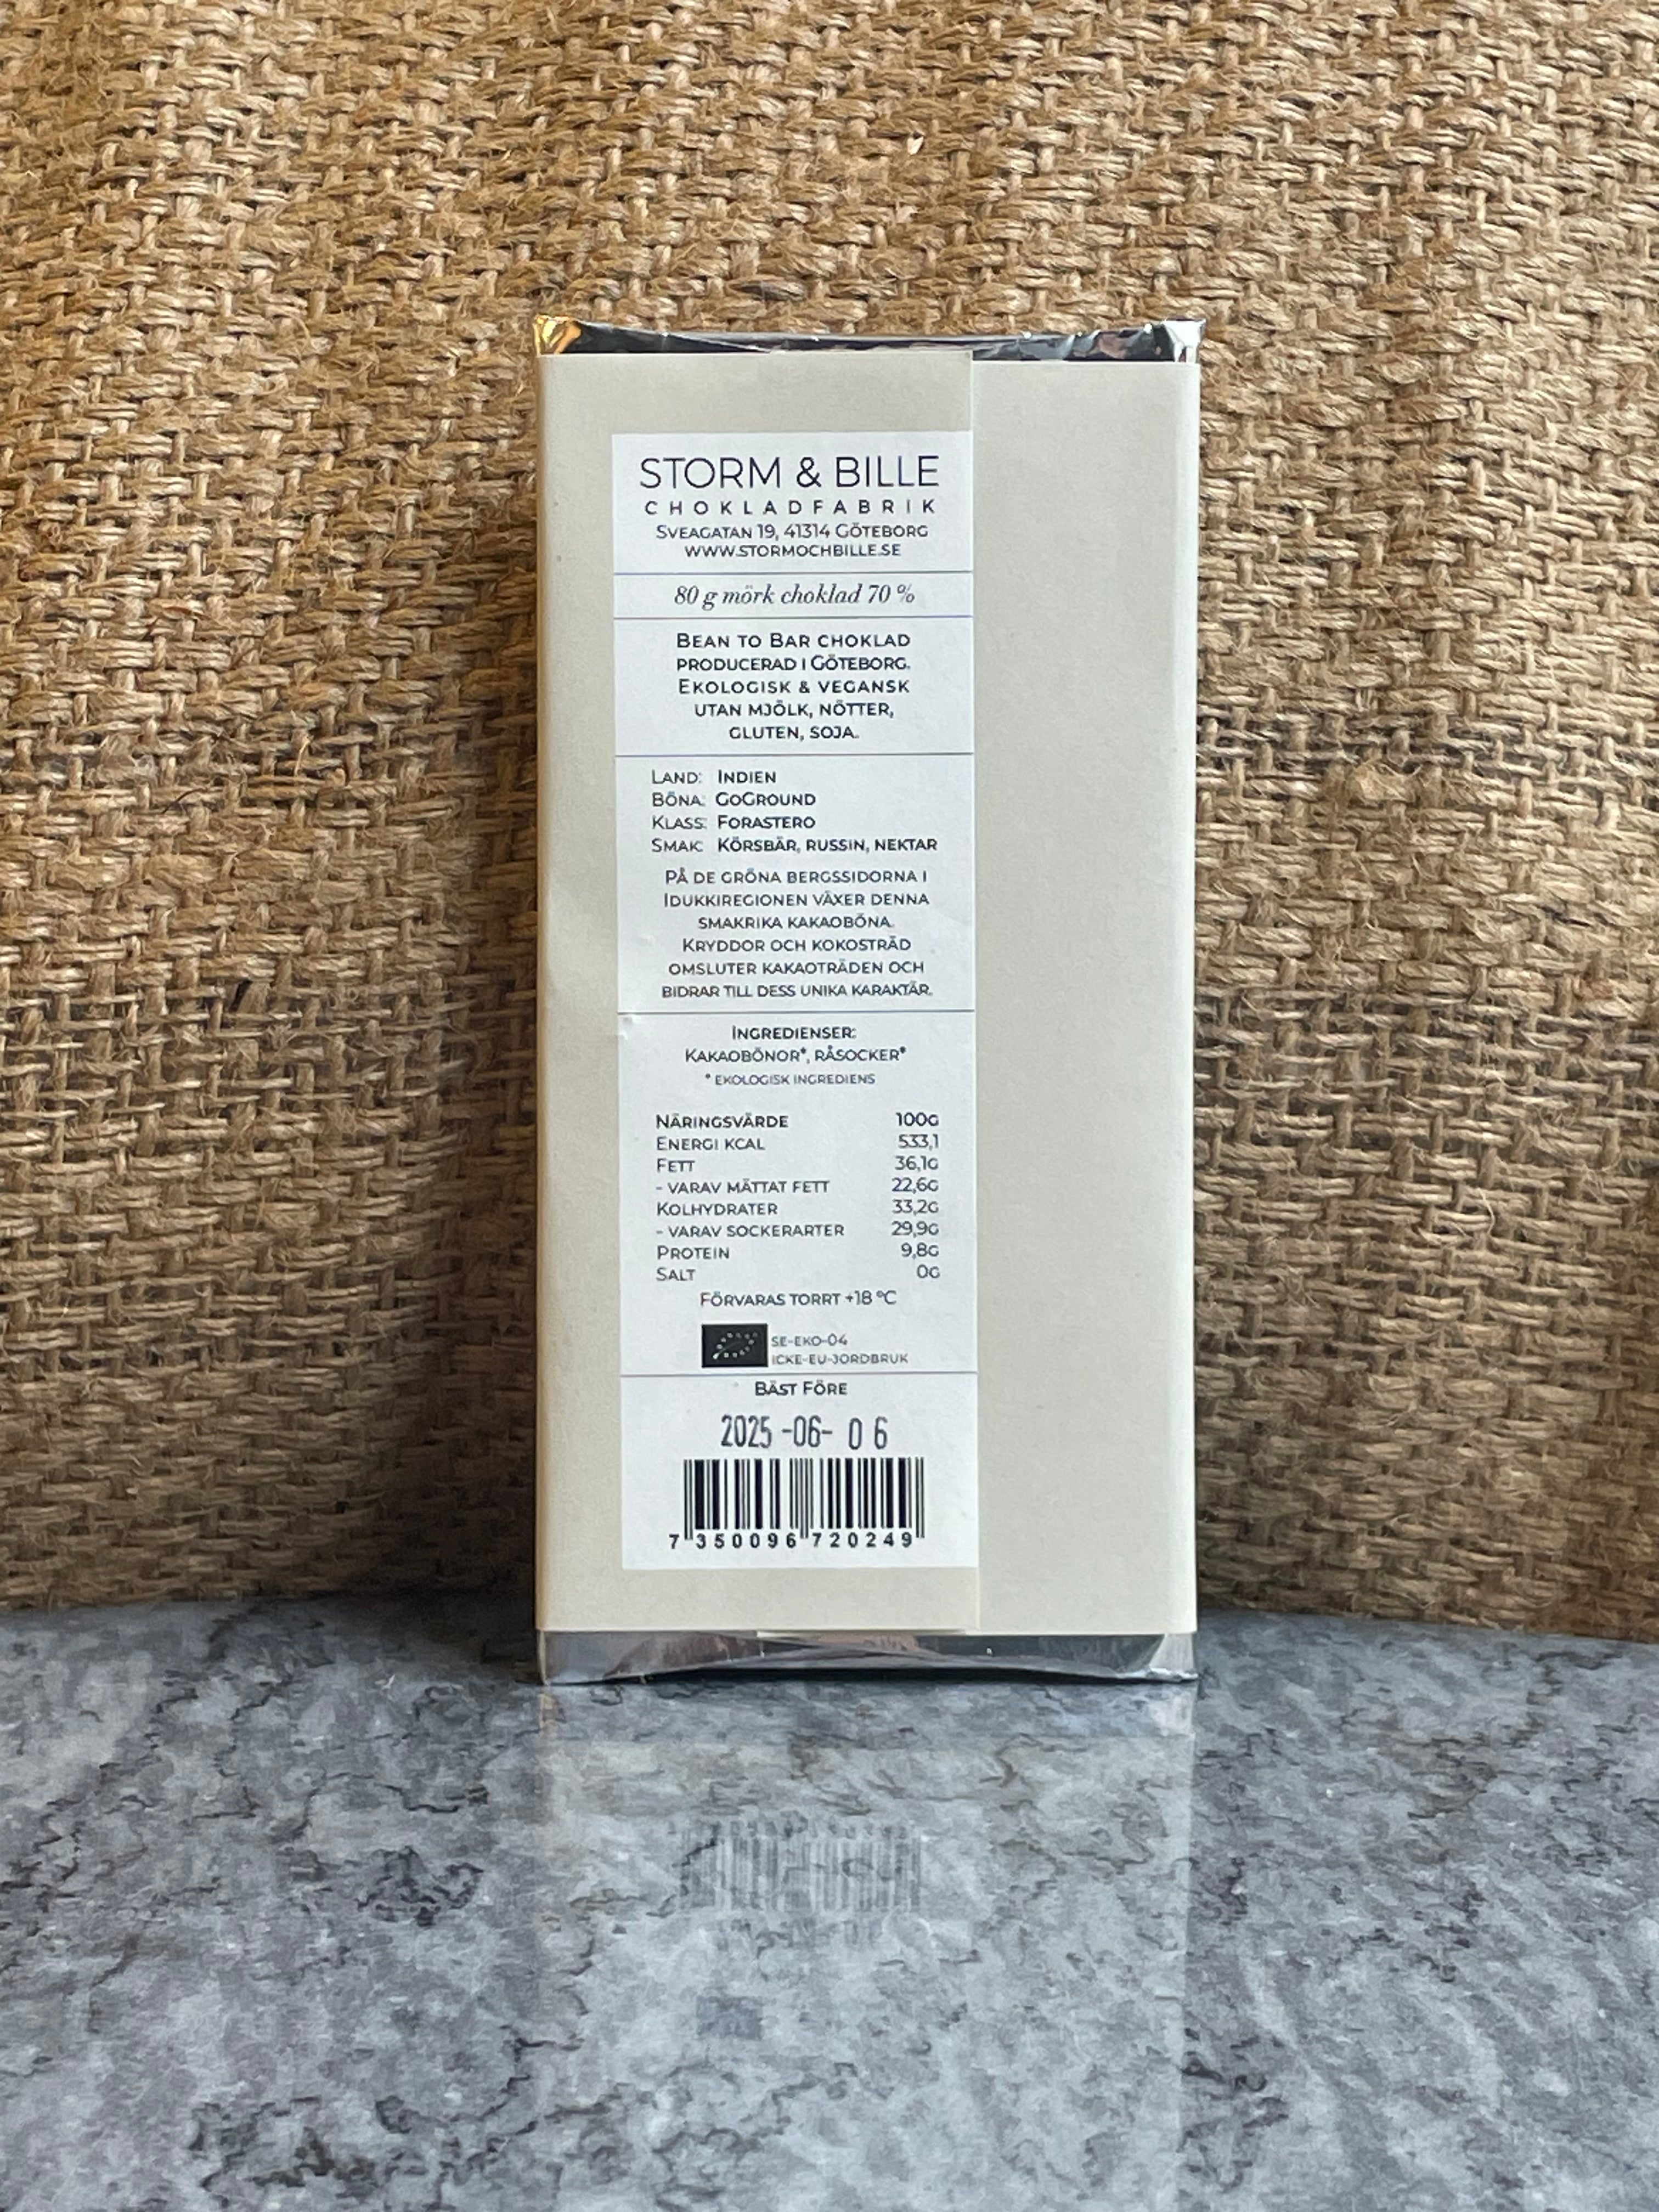 STORM & BILLE
CHOKLADFABRIK
SVEAGATAN 19, 41314 GÖTEBORG
WWW.STORMOCHBILLE.SE
80 g mörk choklad 70 %
BEAN TO BAR CHOKLAD
PRODUCERAD I GÖTEBORG.
EKOLOGISK & VEGANSK
UTAN MJÖLK, NÖTTER,
GLUTEN, SOJA.
LAND: INDIEN
BÖNA: GOGROUND
KLASS: FORASTERO
SMAK: KÖRSBÄR, RUSSIN, NEKTAR
PÅ DE GRÖNA BERGSSIDORNA I
IDUKKIREGIONEN VÄXER DENNA
SMAKRIKA KAKAOBÖNA.
KRYDDOR OCH KOKOSTRÄD
OMSLUTER KAKAOTRÄDEN OCH
BIDRAR TILL DESS UNIKA KARAKTÄR.
INGREDIENSER:
KAKAOBÖNOR*, RÅSOCKER*
* EKOLOGISK INGREDIENS
NÄRINGSVÄRDE 100G
ENERGI KCAL 533,1
FETT 36,1G
- VARAV MÄTTAT FETT 22,6G
KOLHYDRATER 33,2G
- VARAV SOCKERARTER 29,9G
PROTEIN 9,8G
SALT 0G
FÖRVARAS TORRT +18 °C
SE-EKO-04
ICKE-EU-JORDBRUK
BÄST FÖRE
2025-06-06
7 350096 720249